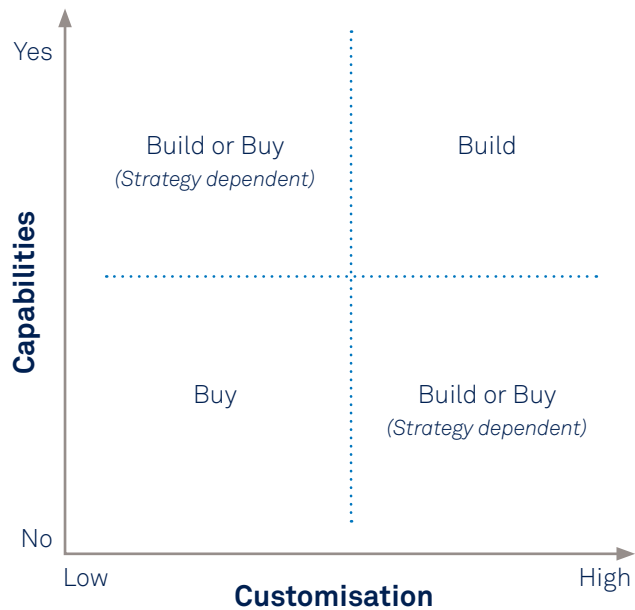 Yes
Build or Buy
(Strategy dependent)
Build
Capabilities
Buy
Build or Buy
(Strategy dependent)
No
Low
High
Customisation